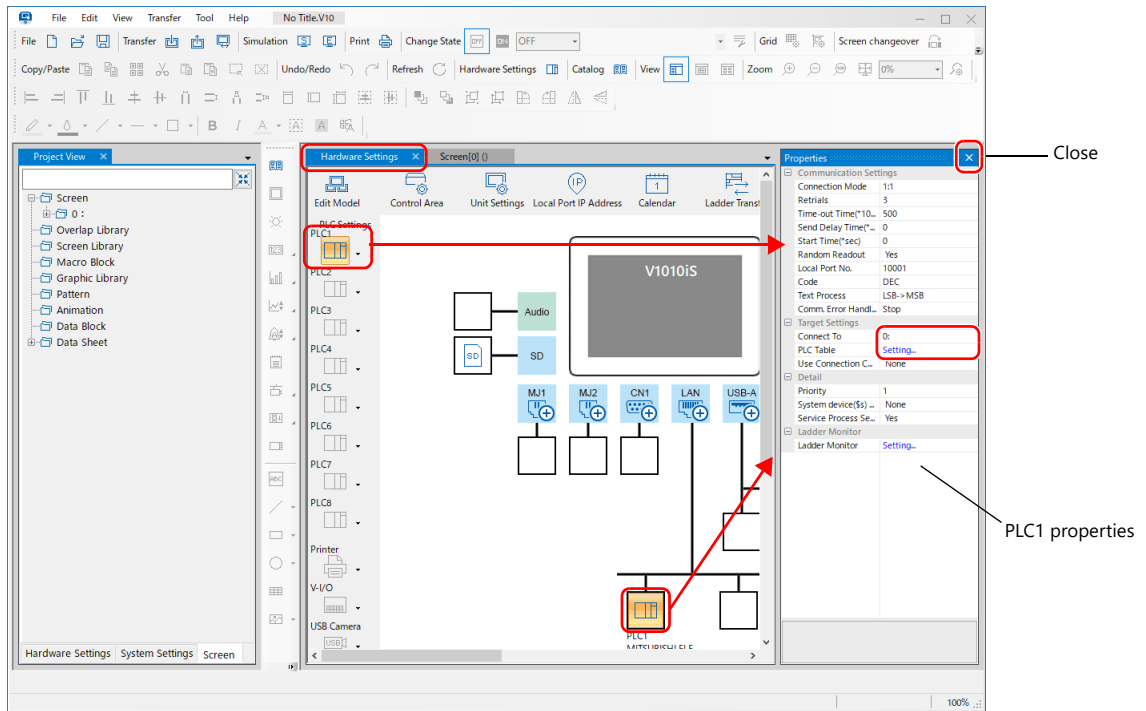 File Edit View Transfer Tool Help No Title.V10
File Transfer Simulation Print Change State OFF ON OFF Grid Screen changeover
Copy/Paste Undo/Redo Refresh Hardware Settings Catalog View Zoom 0%
B I A
Project View
Hardware Settings Screen[0] ()
Properties
Close
Screen
0 :
Overlap Library
Screen Library
Macro Block
Graphic Library
Pattern
Animation
Data Block
Data Sheet
Hardware Settings System Settings Screen
ABC
Edit Model Control Area Unit Settings Local Port IP Address Calendar Ladder Transf
IP
1
PLC Settings
PLC1
PLC2
PLC3
PLC4
PLC5
PLC6
PLC7
PLC8
Printer
V-I/O
USB Camera
USB
V1010iS
Audio
SD
SD
MJ1 MJ2 CN1 LAN USB-A
PLC1
MITSUBISHI ELE
Communication Settings
Connection Mode 1:1
Retrials 3
Time-out Time(*10... 500
Send Delay Time(*... 0
Start Time(*sec) 0
Random Readout Yes
Local Port No. 10001
Code DEC
Text Process LSB->MSB
Comm. Error Handl... Stop
Target Settings
Connect To 0:
PLC Table Setting...
Use Connection C... None
Detail
Priority 1
System device($s) ... None
Service Process Se... Yes
Ladder Monitor
Ladder Monitor Setting...
PLC1 properties
100%